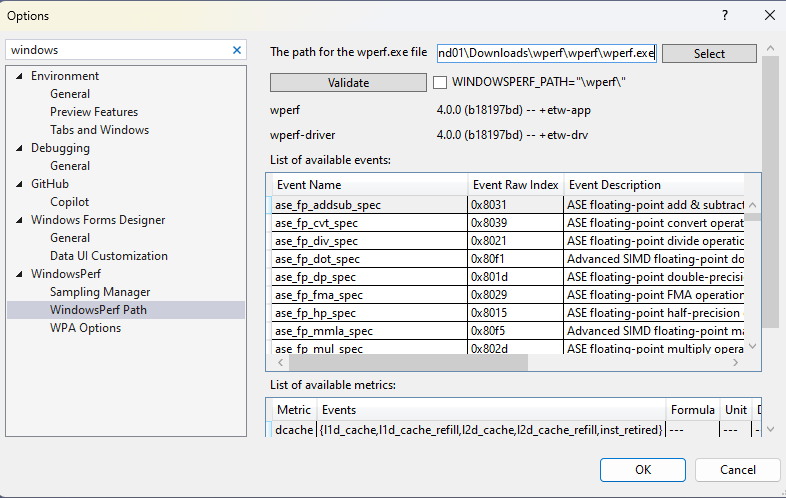 Options
? 
windows
Environment
General
Preview Features
Tabs and Windows
Debugging
General
GitHub
Copilot
Windows Forms Designer
General
Data UI Customization
WindowsPerf
Sampling Manager
WindowsPerf Path
WPA Options
The path for the wperf.exe file nd01\Downloads\wperf\wperf\wperf.exe Select
Validate WINDOWSPERF_PATH="\wperf\"
wperf 4.0.0 (b18197bd) -- +etw-app
wperf-driver 4.0.0 (b18197bd) -- +etw-drv
List of available events:
Event Name Event Raw Index Event Description
ase_fp_addsub_spec 0x8031 ASE floating-point add & subtract
ase_fp_cvt_spec 0x8039 ASE floating-point convert operat
ase_fp_div_spec 0x8021 ASE floating-point divide operatio
ase_fp_dot_spec 0x80f1 Advanced SIMD floating-point do
ase_fp_dp_spec 0x801d ASE floating-point double-precisi
ase_fp_fma_spec 0x8029 ASE floating-point FMA operation
ase_fp_hp_spec 0x8015 ASE floating-point half-precision
ase_fp_mmla_spec 0x80f5 Advanced SIMD floating-point ma
ase_fp_mul_spec 0x802d ASE floating-point multiply opera
List of available metrics:
Metric Events Formula Unit D
dcache {l1d_cache,l1d_cache_refill,l2d_cache,l2d_cache_refill,inst_retired} --- --- -
OK Cancel